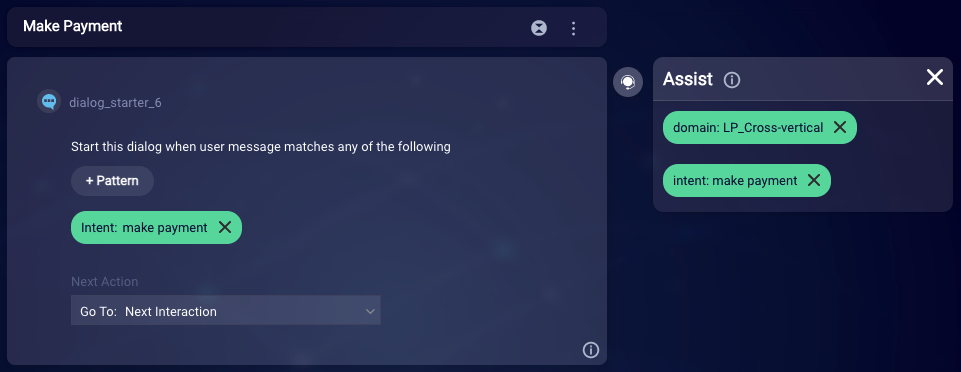 Make Payment
dialog_starter_6
Start this dialog when user message matches any of the following
+ Pattern
Intent: make payment
Next Action
Go To: Next Interaction
Assist
domain: LP_Cross-vertical
intent: make payment